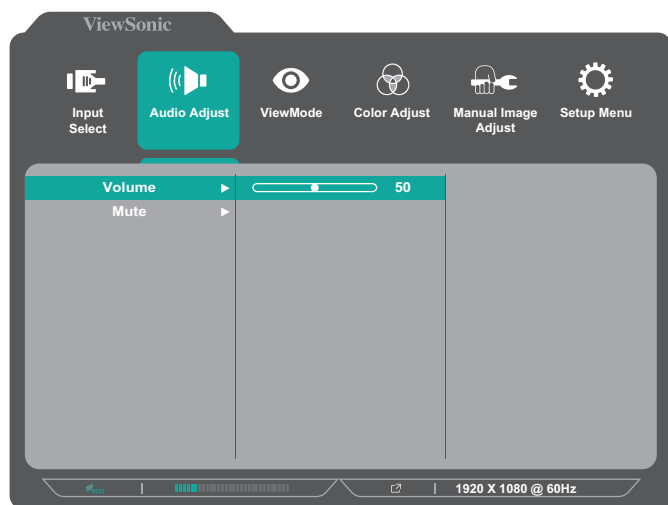 ViewSonic
Input
Select
Audio Adjust
ViewMode
Color Adjust
Manual Image
Adjust
Setup Menu
Volume
50
Mute
eco
1920 X 1080 @ 60Hz